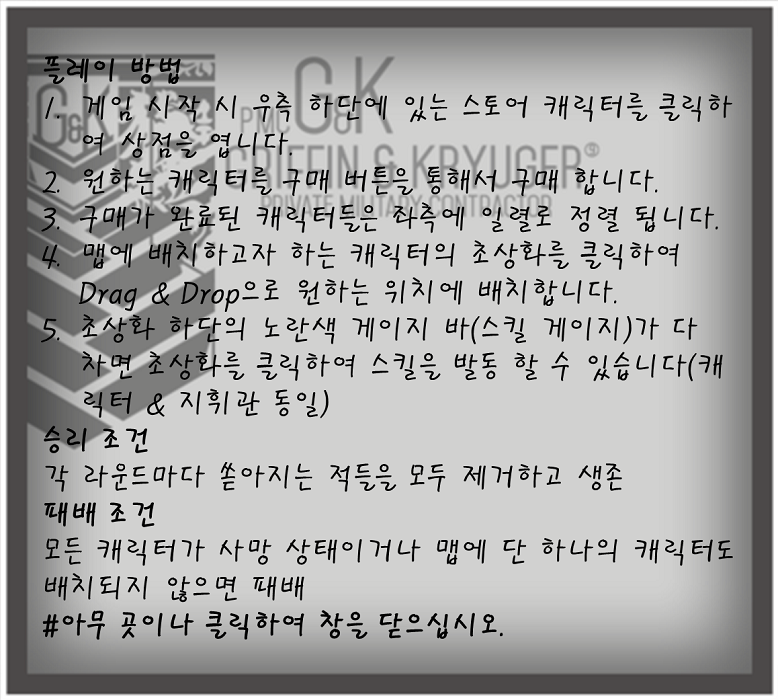 플레이 방법
1. 게임 시작 시 우측 하단에 있는 스토어 캐릭터를 클릭하
여 상점을 엽니다.
2. 원하는 캐릭터를 구매 버튼을 통해서 구매 합니다.
3. 구매가 완료된 캐릭터들은 좌측에 일렬로 정렬 됩니다.
4. 맵에 배치하고자 하는 캐릭터의 초상화를 클릭하여
Drag & Drop으로 원하는 위치에 배치합니다.
5. 초상화 하단의 노란색 게이지 바(스킬 게이지)가 다
차면 초상화를 클릭하여 스킬을 발동 할 수 있습니다(캐
릭터 & 지휘관 동일)
승리 조건
각 라운드마다 쏟아지는 적들을 모두 제거하고 생존
패배 조건
모든 캐릭터가 사망 상태이거나 맵에 단 하나의 캐릭터도
배치되지 않으면 패배
#아무 곳이나 클릭하여 창을 닫으십시오.
G&K
PMC G&K
GRIFFIN & KRYUGER®
PRIVATE MILITARY CONTRACTOR